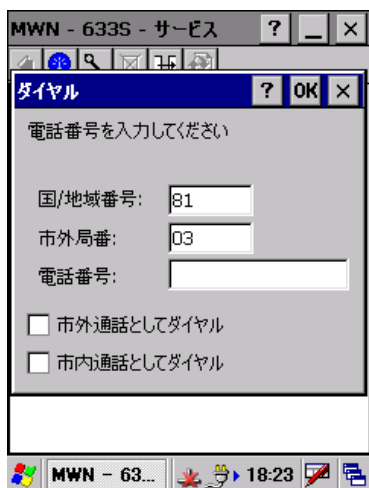 MWN - 633S - サービス ? _ ×
ダイヤル ? OK ×
電話番号を入力してください
国/地域番号: 81
市外局番: 03
電話番号:
市外通話としてダイヤル
市内通話としてダイヤル
MWN - 63... 18:23